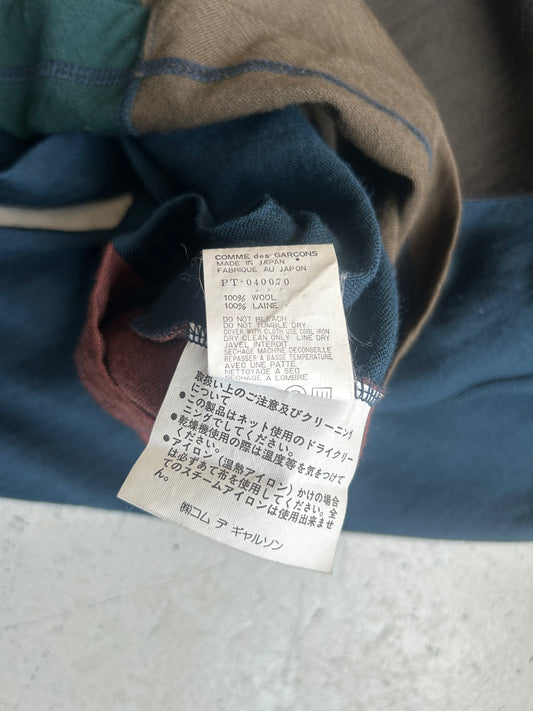 COMME des GARCONS
MADE IN JAPAN ★
FABRIQUE AU JAPON
PT-040070
100% WOOL
100% LAINE
DO NOT BLEACH
DO NOT TUMBLE DRY
COVER WITH CLOTH USE COOL IRON
DRY CLEAN ONLY LINE DRY
JAVEL INTERDIT
SECHAGE MACHINE DECONSEILLE
REPASSER A BASSE TEMPERATURE
AVEC UNE PATTE
NETTOYAGE A SEC
SECHAGE A LOMBRE
取扱い上のご注意及びクリーニング
について
●この製品はネット使用のドライクリー
ニングでしてください。
●乾燥機使用の際は温度等を気をつけて
ください。
●アイロン（温熱アイロン）かけの場合
は必ずあて布を使用してください。全
てのスチームアイロンは使用出来ませ
ん。
㈱コム デ ギャルソン